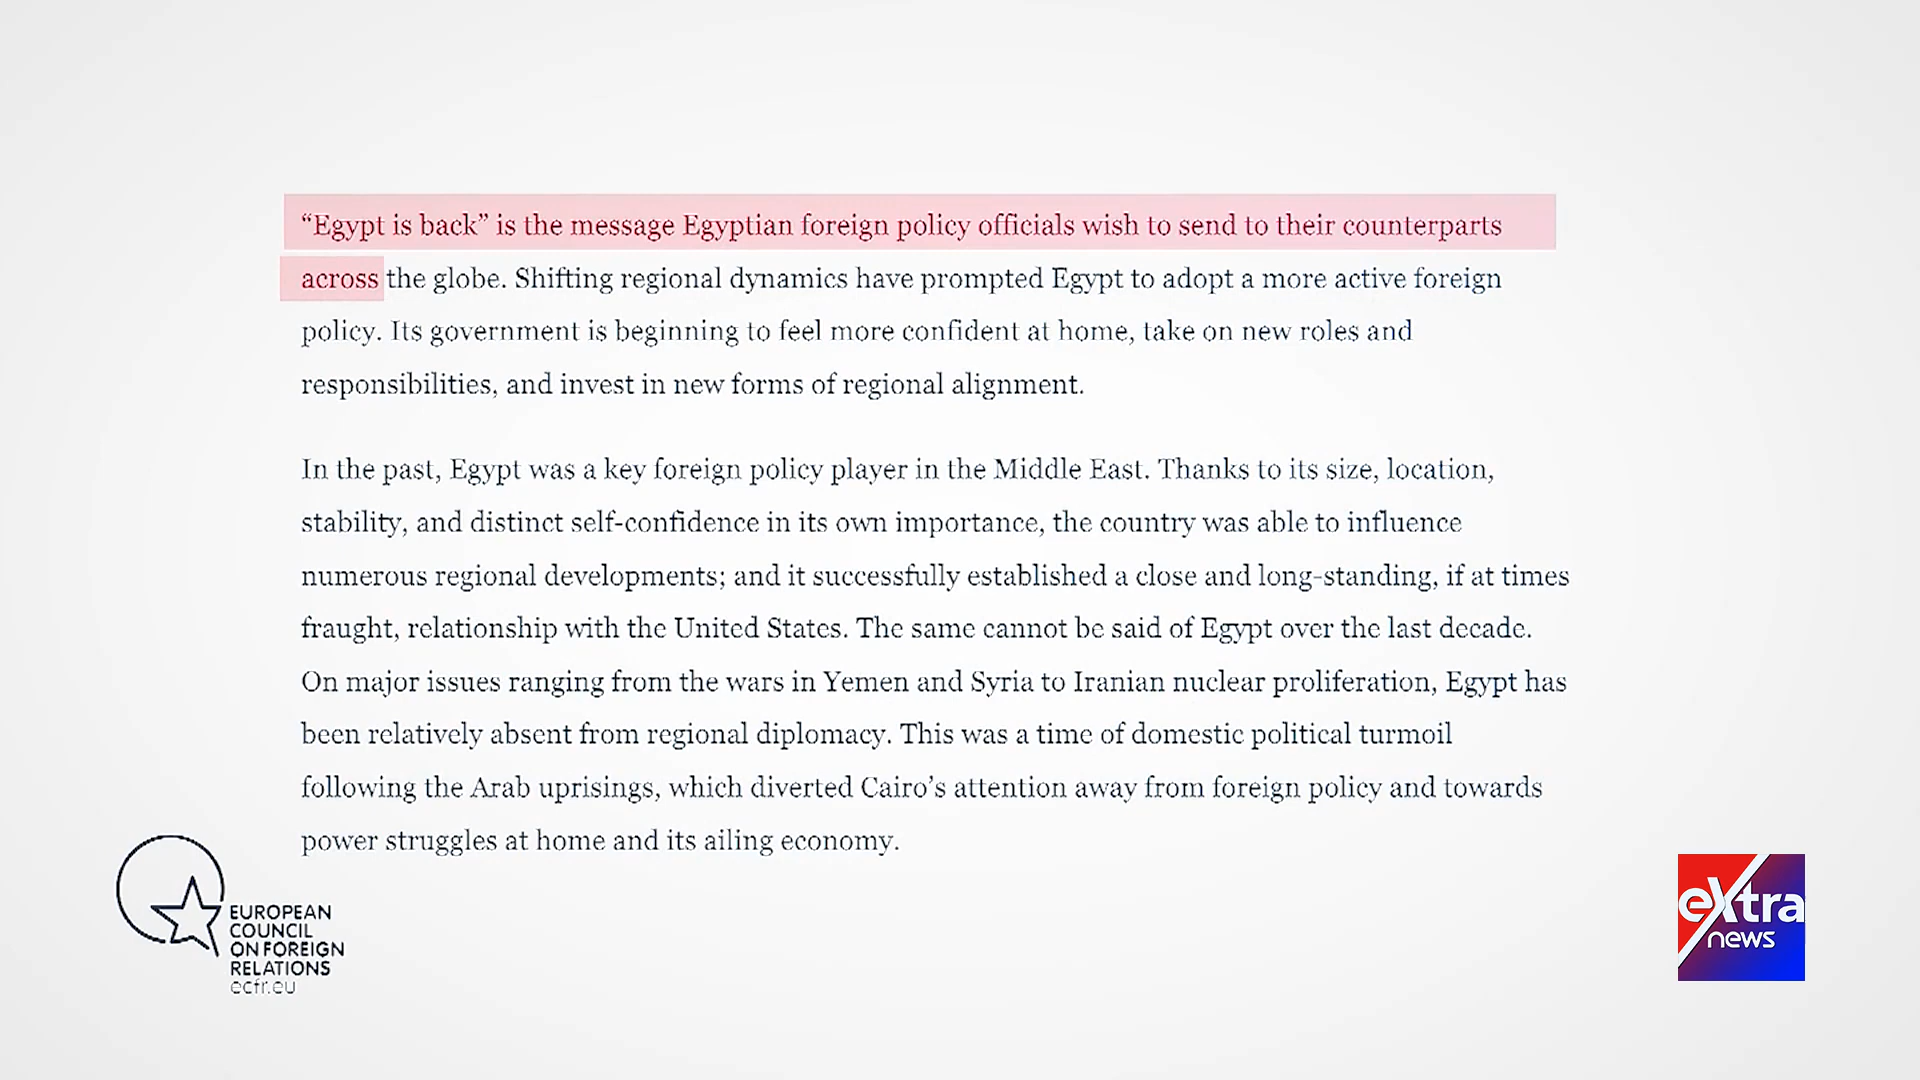 “Egypt is back” is the message Egyptian foreign policy officials wish to send to their counterparts
across the globe. Shifting regional dynamics have prompted Egypt to adopt a more active foreign
policy. Its government is beginning to feel more confident at home, take on new roles and
responsibilities, and invest in new forms of regional alignment.
In the past, Egypt was a key foreign policy player in the Middle East. Thanks to its size, location,
stability, and distinct self-confidence in its own importance, the country was able to influence
numerous regional developments; and it successfully established a close and long-standing, if at times
fraught, relationship with the United States. The same cannot be said of Egypt over the last decade.
On major issues ranging from the wars in Yemen and Syria to Iranian nuclear proliferation, Egypt has
been relatively absent from regional diplomacy. This was a time of domestic political turmoil
following the Arab uprisings, which diverted Cairo’s attention away from foreign policy and towards
power struggles at home and its ailing economy.
EUROPEAN
COUNCIL
ON FOREIGN
RELATIONS
ecfr.eu
eXtra
news